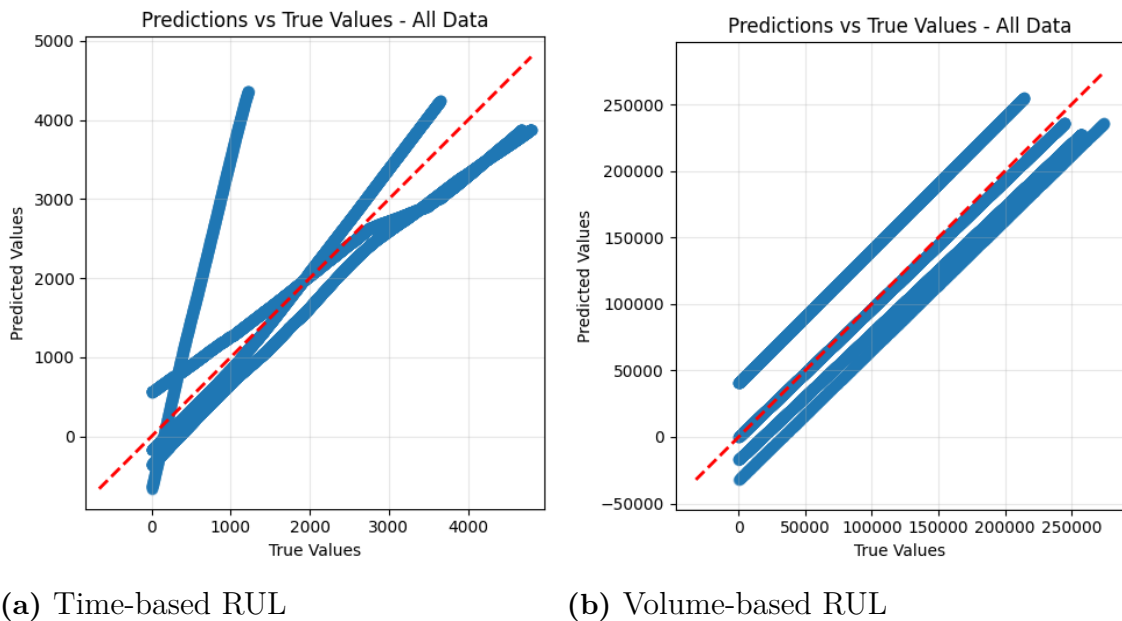 Predictions vs True Values - All Data
5000
4000
3000
2000
1000
0
Predicted Values
0 1000 2000 3000 4000
True Values
(a) Time-based RUL
Predictions vs True Values - All Data
250000
200000
150000
100000
50000
0
−50000
Predicted Values
0 50000 100000 150000 200000 250000
True Values
(b) Volume-based RUL